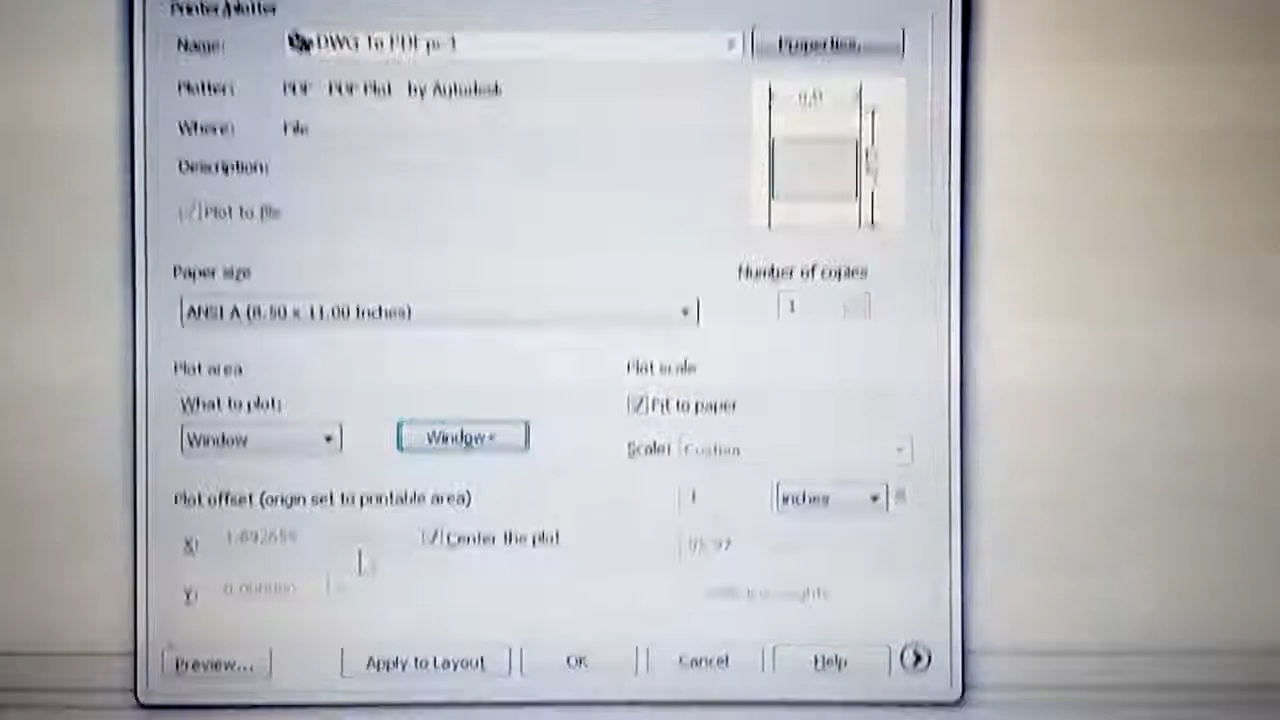 Printer/plotter
Name: DWG To PDF.pc3 Properties...
Plotter: PDF Plot by Autodesk
Where: File
Description:
Plot to file
Paper size Number of copies
ANSI A (8.50 x 11.00 Inches) 1
Plot area Plot scale
What to plot: Fit to paper
Window Window<
Scale: Custom
Plot offset (origin set to printable area) 1 inches =
X: Center the plot
Y:
Preview... Apply to Layout OK Cancel Help